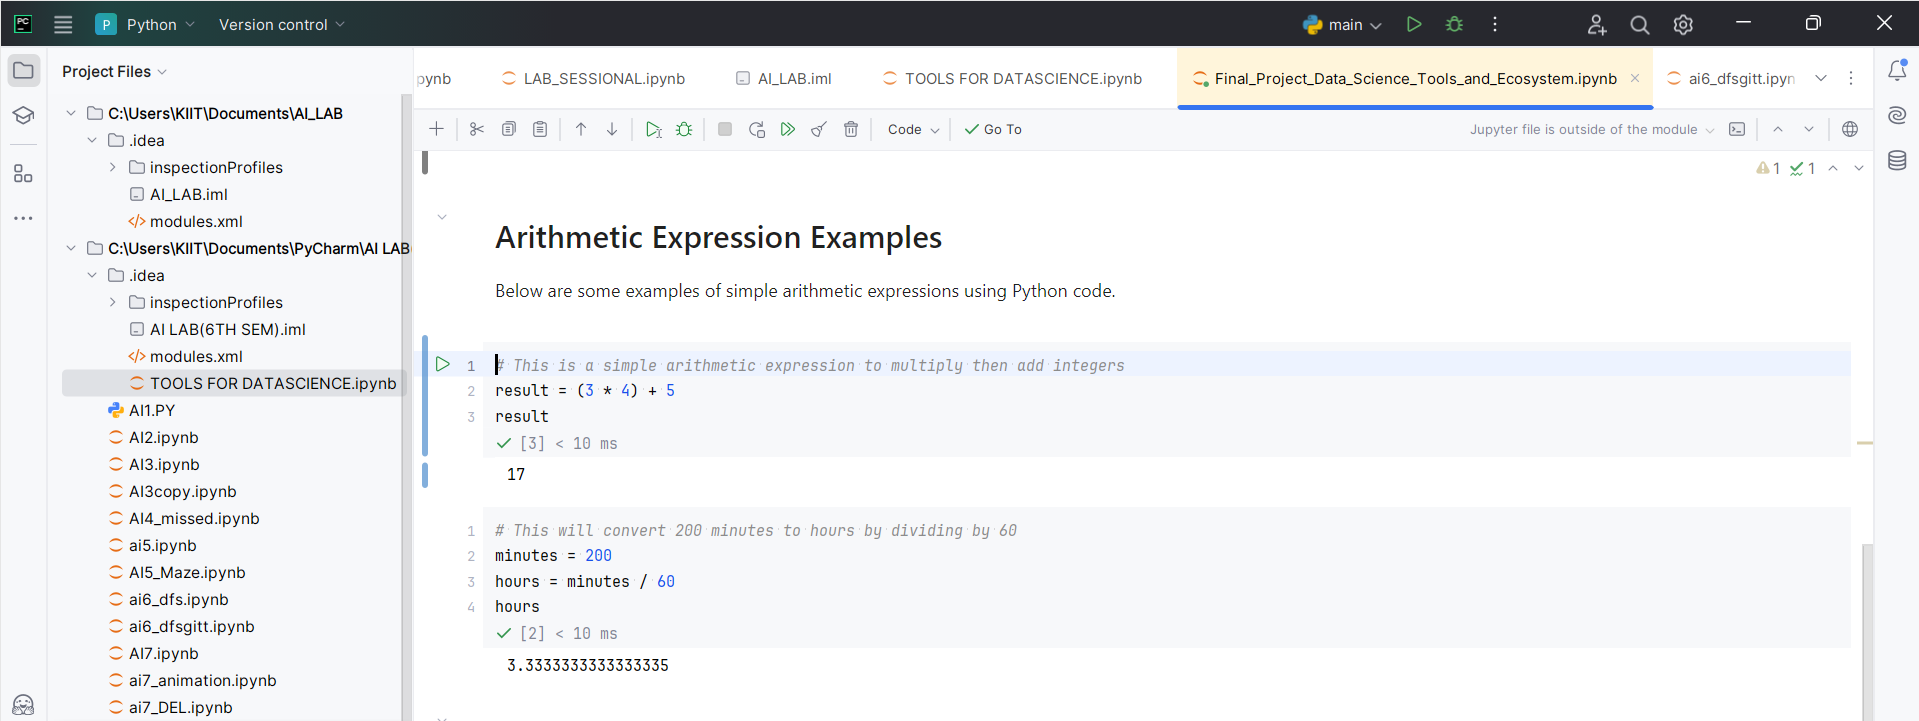 PC
P Python Version control main
Project Files
pynb LAB_SESSIONAL.ipynb AI_LAB.iml TOOLS FOR DATASCIENCE.ipynb Final_Project_Data_Science_Tools_and_Ecosystem.ipynb ai6_dfsgitt.ipyn
Code Go To Jupyter file is outside of the module
1 1
C:\Users\KIIT\Documents\AI_LAB
.idea
inspectionProfiles
AI_LAB.iml
modules.xml
C:\Users\KIIT\Documents\PyCharm\AI LAB
.idea
inspectionProfiles
AI LAB(6TH SEM).iml
modules.xml
TOOLS FOR DATASCIENCE.ipynb
AI1.PY
AI2.ipynb
AI3.ipynb
AI3copy.ipynb
AI4_missed.ipynb
ai5.ipynb
AI5_Maze.ipynb
ai6_dfs.ipynb
ai6_dfsgitt.ipynb
AI7.ipynb
ai7_animation.ipynb
ai7_DEL.ipynb
Arithmetic Expression Examples
Below are some examples of simple arithmetic expressions using Python code.
1 # This is a simple arithmetic expression to multiply then add integers
2 result = (3 * 4) + 5
3 result
[3] < 10 ms
17
1 # This will convert 200 minutes to hours by dividing by 60
2 minutes = 200
3 hours = minutes / 60
4 hours
[2] < 10 ms
3.3333333333333335